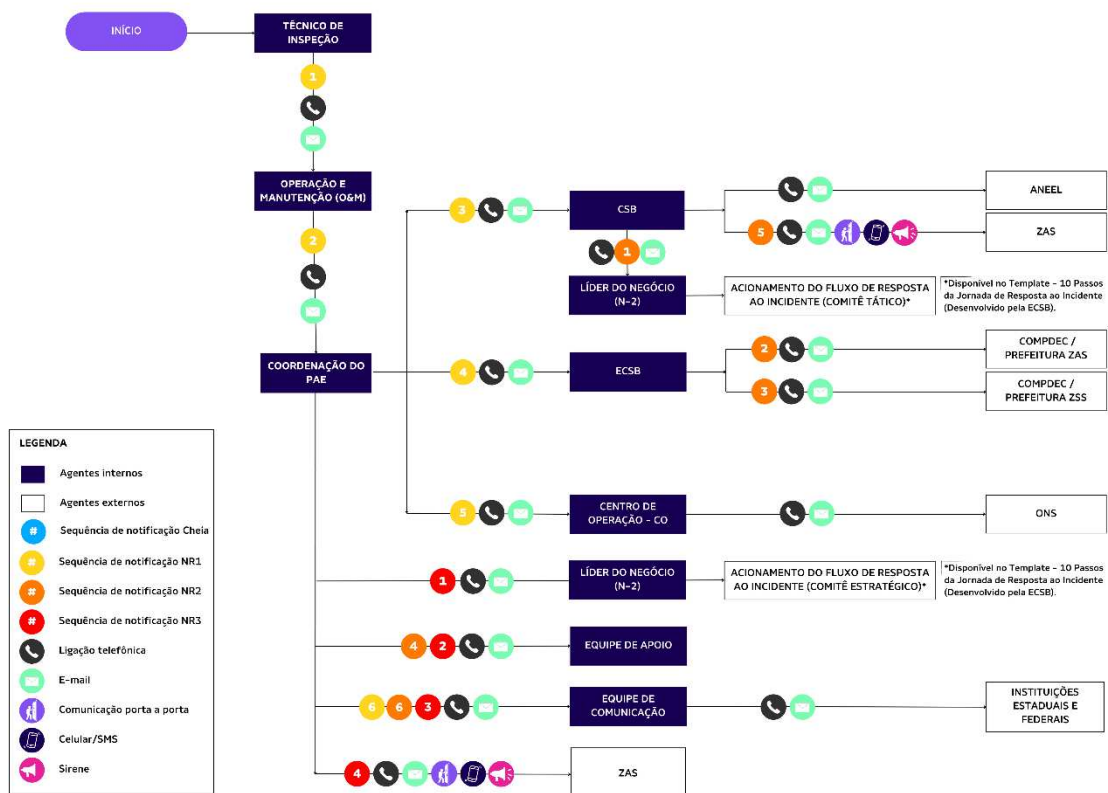 INÍCIO
TÉCNICO DE
INSPEÇÃO
1
OPERAÇÃO E
MANUTENÇÃO (O&M)
2
COORDENAÇÃO DO
PAE
3
CSB
ANEEL
5
ZAS
1
LÍDER DO NEGÓCIO
(N-2)
ACIONAMENTO DO FLUXO DE RESPOSTA
AO INCIDENTE (COMITÊ TÁTICO)*
*Disponível no Template - 10 Passos
da Jornada de Resposta ao Incidente
(Desenvolvido pela ECSB).
4
ECSB
2
COMPDEC /
PREFEITURA ZAS
3
COMPDEC /
PREFEITURA ZSS
5
CENTRO DE
OPERAÇÃO - CO
ONS
1
LÍDER DO NEGÓCIO
(N-2)
ACIONAMENTO DO FLUXO DE RESPOSTA
AO INCIDENTE (COMITÊ ESTRATÉGICO)*
*Disponível no Template - 10 Passos
da Jornada de Resposta ao Incidente
(Desenvolvido pela ECSB).
4 2
EQUIPE DE APOIO
6 6 3
EQUIPE DE
COMUNICAÇÃO
INSTITUIÇÕES
ESTADUAIS E
FEDERAIS
4
ZAS
LEGENDA
Agentes internos
Agentes externos
# Sequência de notificação Cheia
# Sequência de notificação NR1
# Sequência de notificação NR2
# Sequência de notificação NR3
Ligação telefônica
E-mail
Comunicação porta a porta
Celular/SMS
Sirene